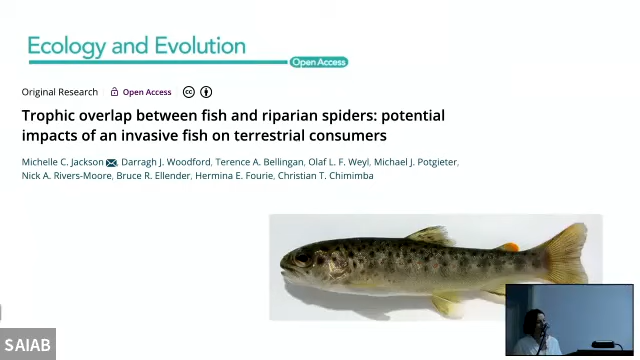 Ecology and Evolution
Open Access
Original Research Open Access
Trophic overlap between fish and riparian spiders: potential
impacts of an invasive fish on terrestrial consumers
Michelle C. Jackson, Darragh J. Woodford, Terence A. Bellingan, Olaf L. F. Weyl, Michael J. Potgieter,
Nick A. Rivers-Moore, Bruce R. Ellender, Hermina E. Fourie, Christian T. Chimimba
SAIAB